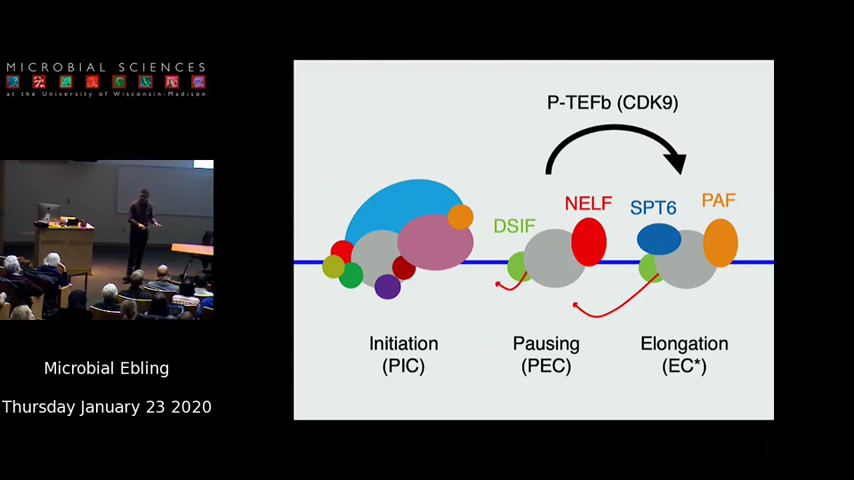 MICROBIAL SCIENCES
at the University of Wisconsin-Madison
Microbial Ebling
Thursday January 23 2020
P-TEFb (CDK9)
DSIF
NELF
SPT6
PAF
Initiation
(PIC)
Pausing
(PEC)
Elongation
(EC*)